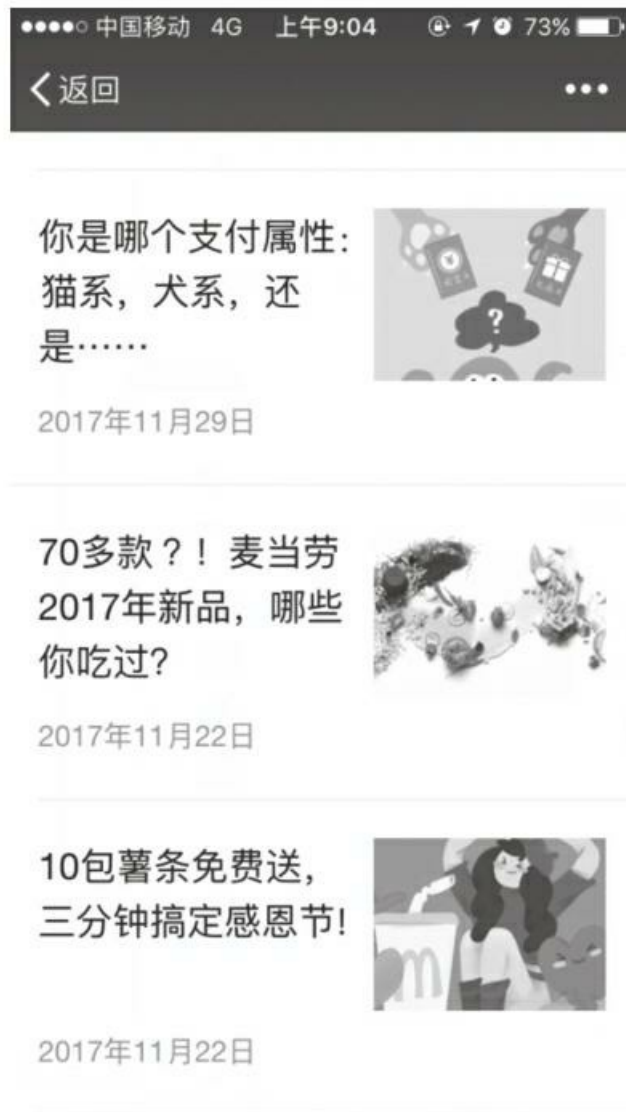 中国移动 4G 上午9:04 73%
返回
你是哪个支付属性：
猫系，犬系，还
是……
?
2017年11月29日
70多款？！麦当劳
2017年新品，哪些
你吃过？
2017年11月22日
10包薯条免费送，
三分钟搞定感恩节!
2017年11月22日